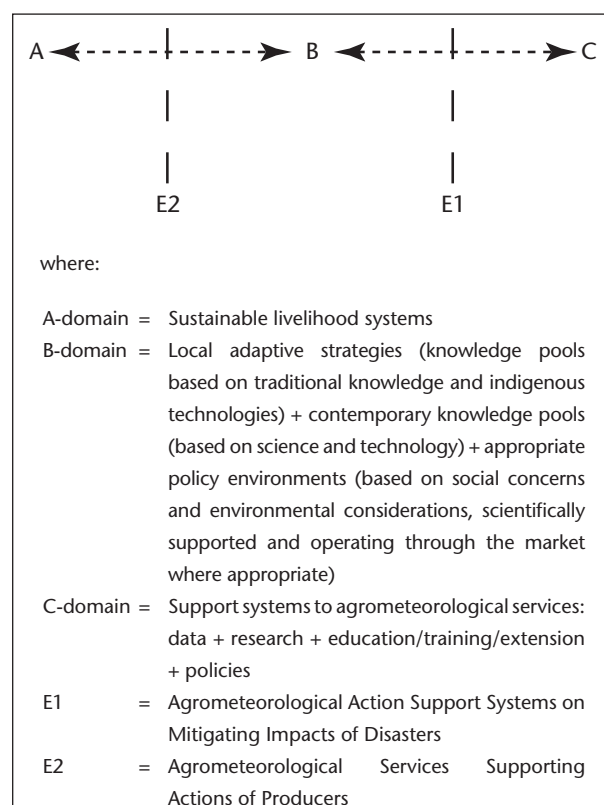 A B C
E2 E1
where:
A-domain = Sustainable livelihood systems
B-domain = Local adaptive strategies (knowledge pools
based on traditional knowledge and indigenous
technologies) + contemporary knowledge pools
(based on science and technology) + appropriate
policy environments (based on social concerns
and environmental considerations, scientifically
supported and operating through the market
where appropriate)
C-domain = Support systems to agrometeorological services:
data + research + education/training/extension
+ policies
E1 = Agrometeorological Action Support Systems on
Mitigating Impacts of Disasters
E2 = Agrometeorological Services Supporting
Actions of Producers